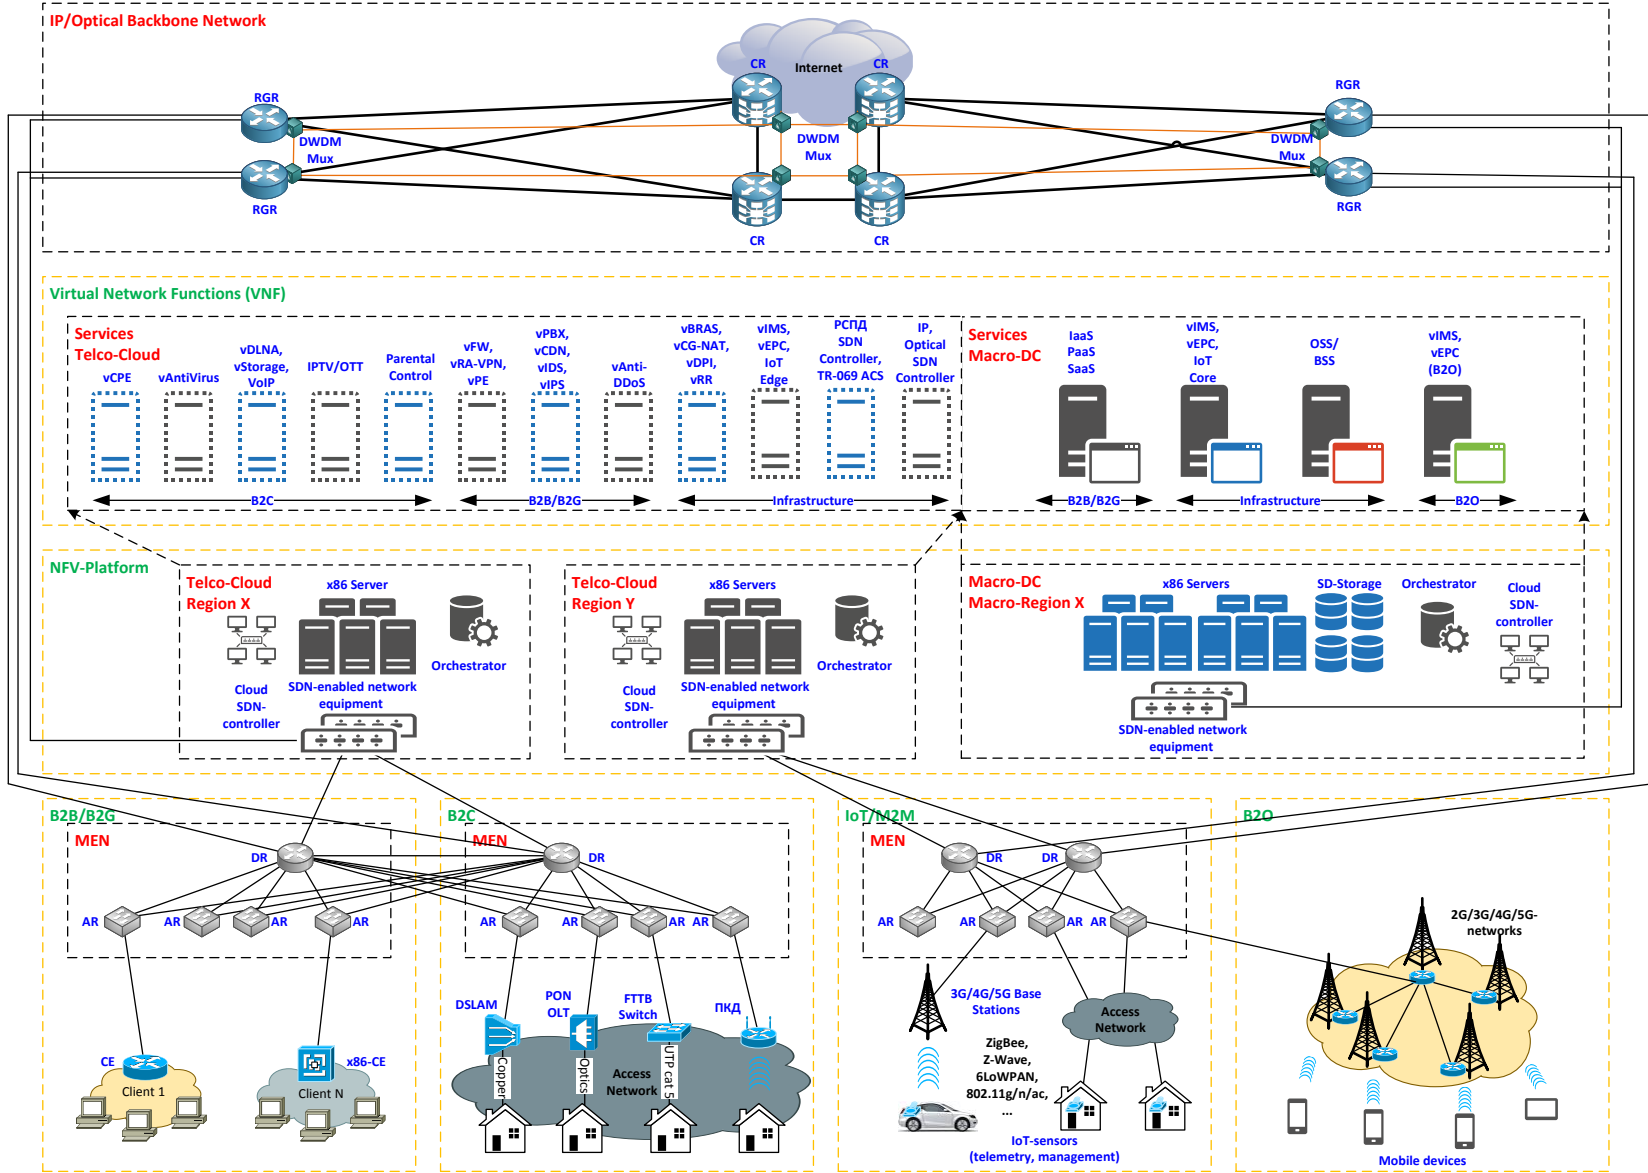 IP/Optical Backbone Network
Internet
CR
CR
RGR
RGR
DWDM
Mux
DWDM
Mux
DWDM
Mux
RGR
RGR
CR
CR
Virtual Network Functions (VNF)
Services
Telco-Cloud
vCPE
vAntiVirus
vDLNA,
vStorage,
VoIP
IPTV/OTT
Parental
Control
vFW,
vRA-VPN,
vPE
vPBX,
vCDN,
vIDS,
vIPS
vAnti-
DDoS
vBRAS,
vCG-NAT,
vDPI,
vRR
vIMS,
vEPC,
IoT
Edge
РСПД
SDN
Controller,
TR-069 ACS
IP,
Optical
SDN
Controller
B2C
B2B/B2G
Infrastructure
Services
Macro-DC
IaaS
PaaS
SaaS
vIMS,
vEPC,
IoT
Core
OSS/
BSS
vIMS,
vEPC
(B2O)
B2B/B2G
Infrastructure
B2O
NFV-Platform
Telco-Cloud
Region X
x86 Server
Orchestrator
Cloud
SDN-
controller
SDN-enabled network
equipment
Telco-Cloud
Region Y
x86 Servers
Orchestrator
Cloud
SDN-
controller
SDN-enabled network
equipment
Macro-DC
Macro-Region X
x86 Servers
SD-Storage
Orchestrator
Cloud
SDN-
controller
SDN-enabled network
equipment
B2B/B2G
MEN
DR
AR
AR
AR
AR
CE
Client 1
x86-CE
Client N
B2C
MEN
DR
AR
AR
AR
AR
DSLAM
PON
OLT
FTTB
Switch
ПКД
Copper
Optics
UTP cat 5
Access
Network
IoT/M2M
MEN
DR
DR
AR
AR
AR
AR
3G/4G/5G Base
Stations
ZigBee,
Z-Wave,
6LoWPAN,
802.11g/n/ac,
...
Access
Network
IoT-sensors
(telemetry, management)
B2O
2G/3G/4G/5G-
networks
Mobile devices